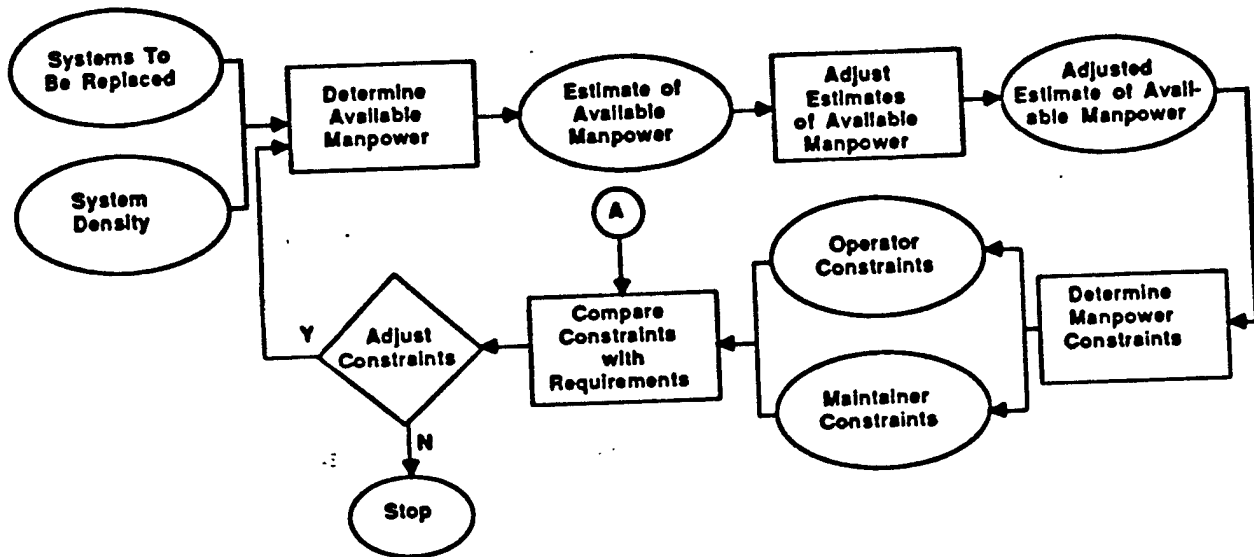 Systems To
Be Replaced
System
Density
Determine
Available
Manpower
Estimate of
Available
Manpower
Adjust
Estimates
of Available
Manpower
Adjusted
Estimate of Avail-
able Manpower
A
Operator
Constraints
Determine
Manpower
Constraints
Maintainer
Constraints
Compare
Constraints
with
Requirements
Adjust
Constraints
Y
N
Stop